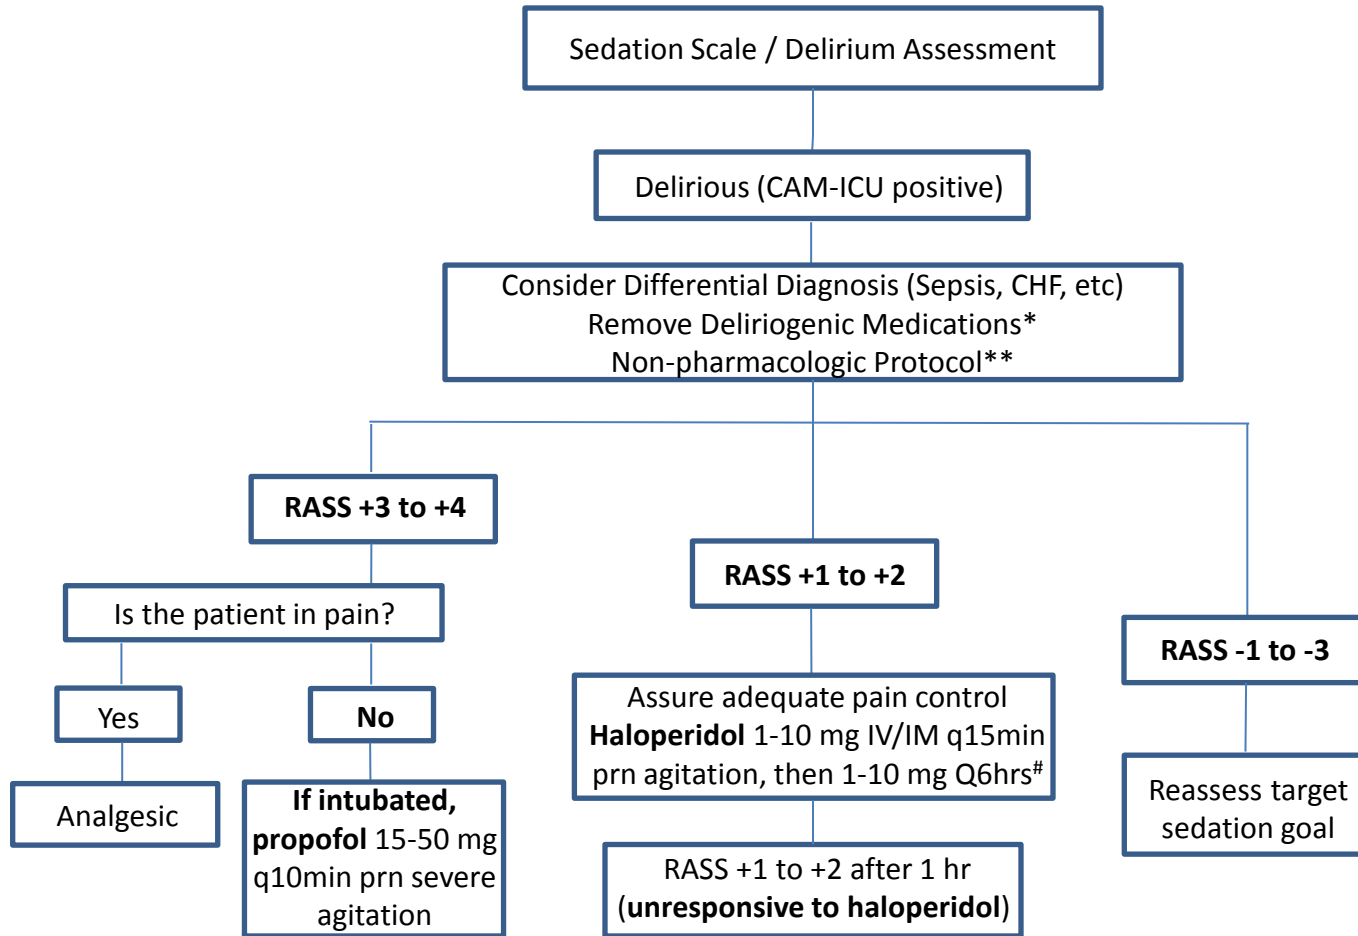 Sedation Scale / Delirium Assessment
Delirious (CAM-ICU positive)
Consider Differential Diagnosis (Sepsis, CHF, etc)
Remove Deliriogenic Medications*
Non-pharmacologic Protocol**
RASS +3 to +4
Is the patient in pain?
Yes
Analgesic
No
If intubated,
propofol 15-50 mg
q10min prn severe
agitation
RASS +1 to +2
Assure adequate pain control
Haloperidol 1-10 mg IV/IM q15min
prn agitation, then 1-10 mg Q6hrs#
RASS +1 to +2 after 1 hr
(unresponsive to haloperidol)
RASS -1 to -3
Reassess target
sedation goal